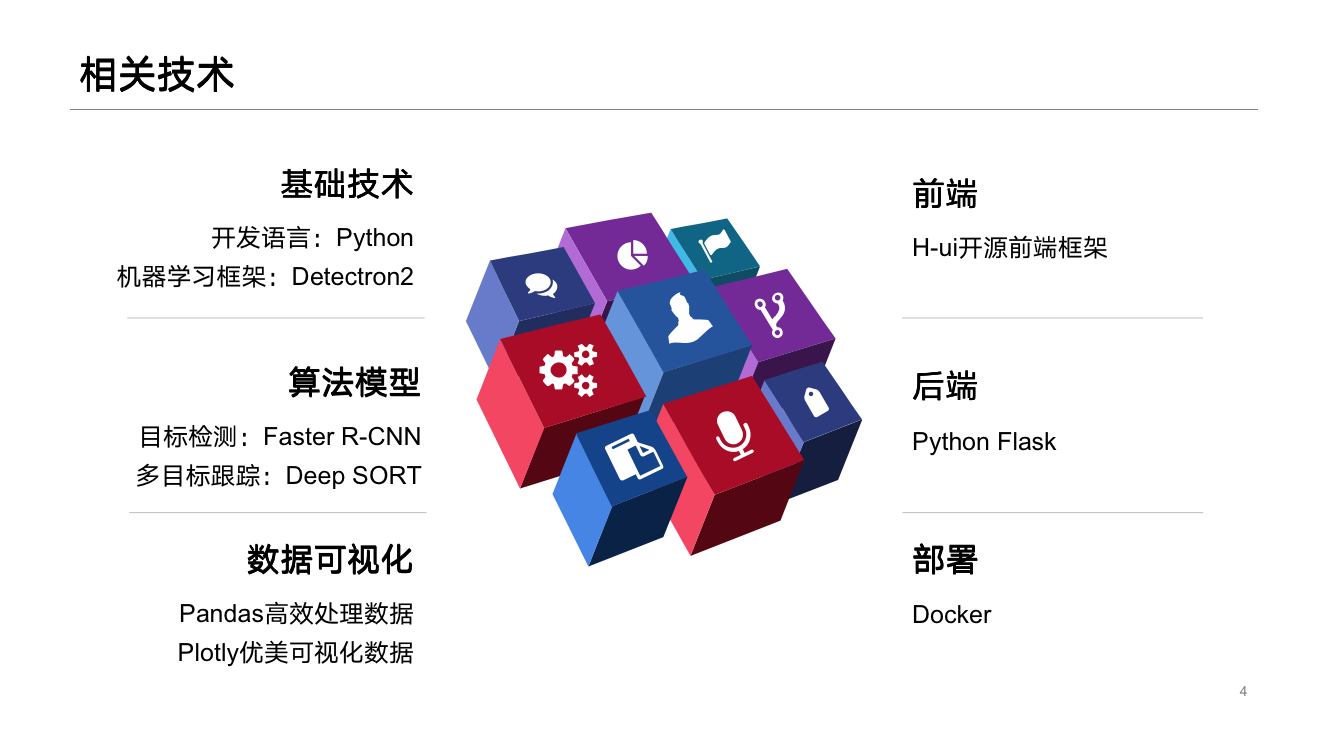 相关技术
基础技术
开发语言：Python
机器学习框架：Detectron2
算法模型
目标检测：Faster R-CNN
多目标跟踪：Deep SORT
数据可视化
Pandas高效处理数据
Plotly优美可视化数据
前端
H-ui开源前端框架
后端
Python Flask
部署
Docker
4